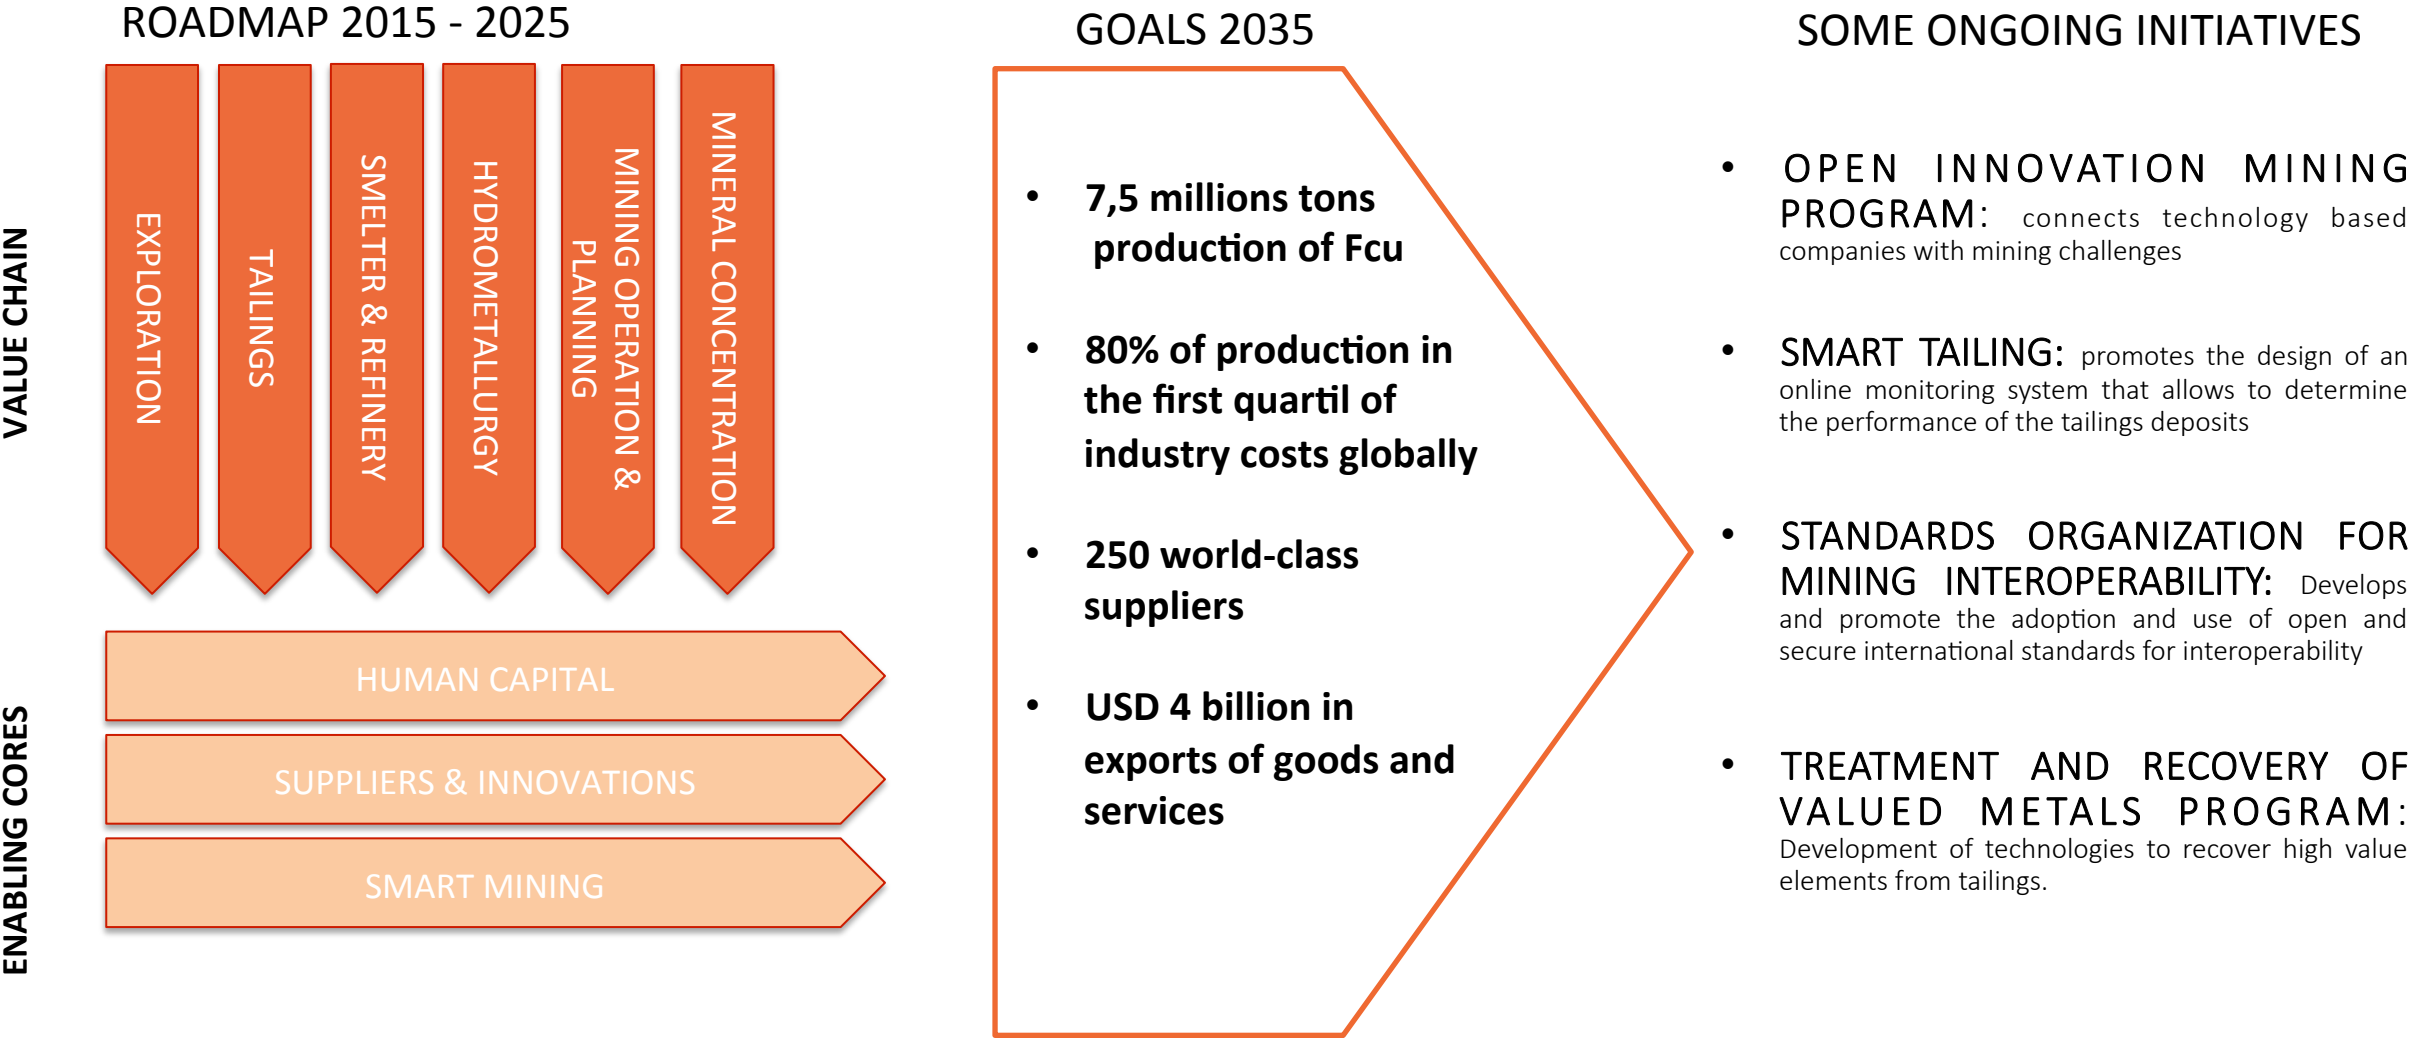 ROADMAP 2015 - 2025
VALUE CHAIN
EXPLORATION
TAILINGS
SMELTER & REFINERY
HYDROMETALLURGY
MINING OPERATION &
PLANNING
MINERAL CONCENTRATION
ENABLING CORES
HUMAN CAPITAL
SUPPLIERS & INNOVATIONS
SMART MINING
GOALS 2035
• 7,5 millions tons
production of Fcu
• 80% of production in
the first quartil of
industry costs globally
• 250 world-class
suppliers
• USD 4 billion in
exports of goods and
services
SOME ONGOING INITIATIVES
• OPEN INNOVATION MINING
PROGRAM: connects technology based
companies with mining challenges
• SMART TAILING: promotes the design of an
online monitoring system that allows to determine
the performance of the tailings deposits
• STANDARDS ORGANIZATION FOR
MINING INTEROPERABILITY: Develops
and promote the adoption and use of open and
secure international standards for interoperability
• TREATMENT AND RECOVERY OF
VALUED METALS PROGRAM:
Development of technologies to recover high value
elements from tailings.